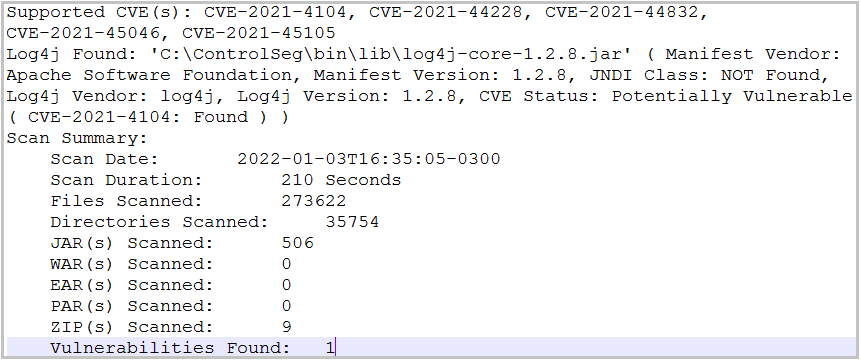 Supported CVE(s): CVE-2021-4104, CVE-2021-44228, CVE-2021-44832,
CVE-2021-45046, CVE-2021-45105
Log4j Found: 'C:\ControlSeg\bin\lib\log4j-core-1.2.8.jar' ( Manifest Vendor:
Apache Software Foundation, Manifest Version: 1.2.8, JNDI Class: NOT Found,
Log4j Vendor: log4j, Log4j Version: 1.2.8, CVE Status: Potentially Vulnerable
( CVE-2021-4104: Found ) )
Scan Summary:
Scan Date: 2022-01-03T16:35:05-0300
Scan Duration: 210 Seconds
Files Scanned: 273622
Directories Scanned: 35754
JAR(s) Scanned: 506
WAR(s) Scanned: 0
EAR(s) Scanned: 0
PAR(s) Scanned: 0
ZIP(s) Scanned: 9
Vulnerabilities Found: 1